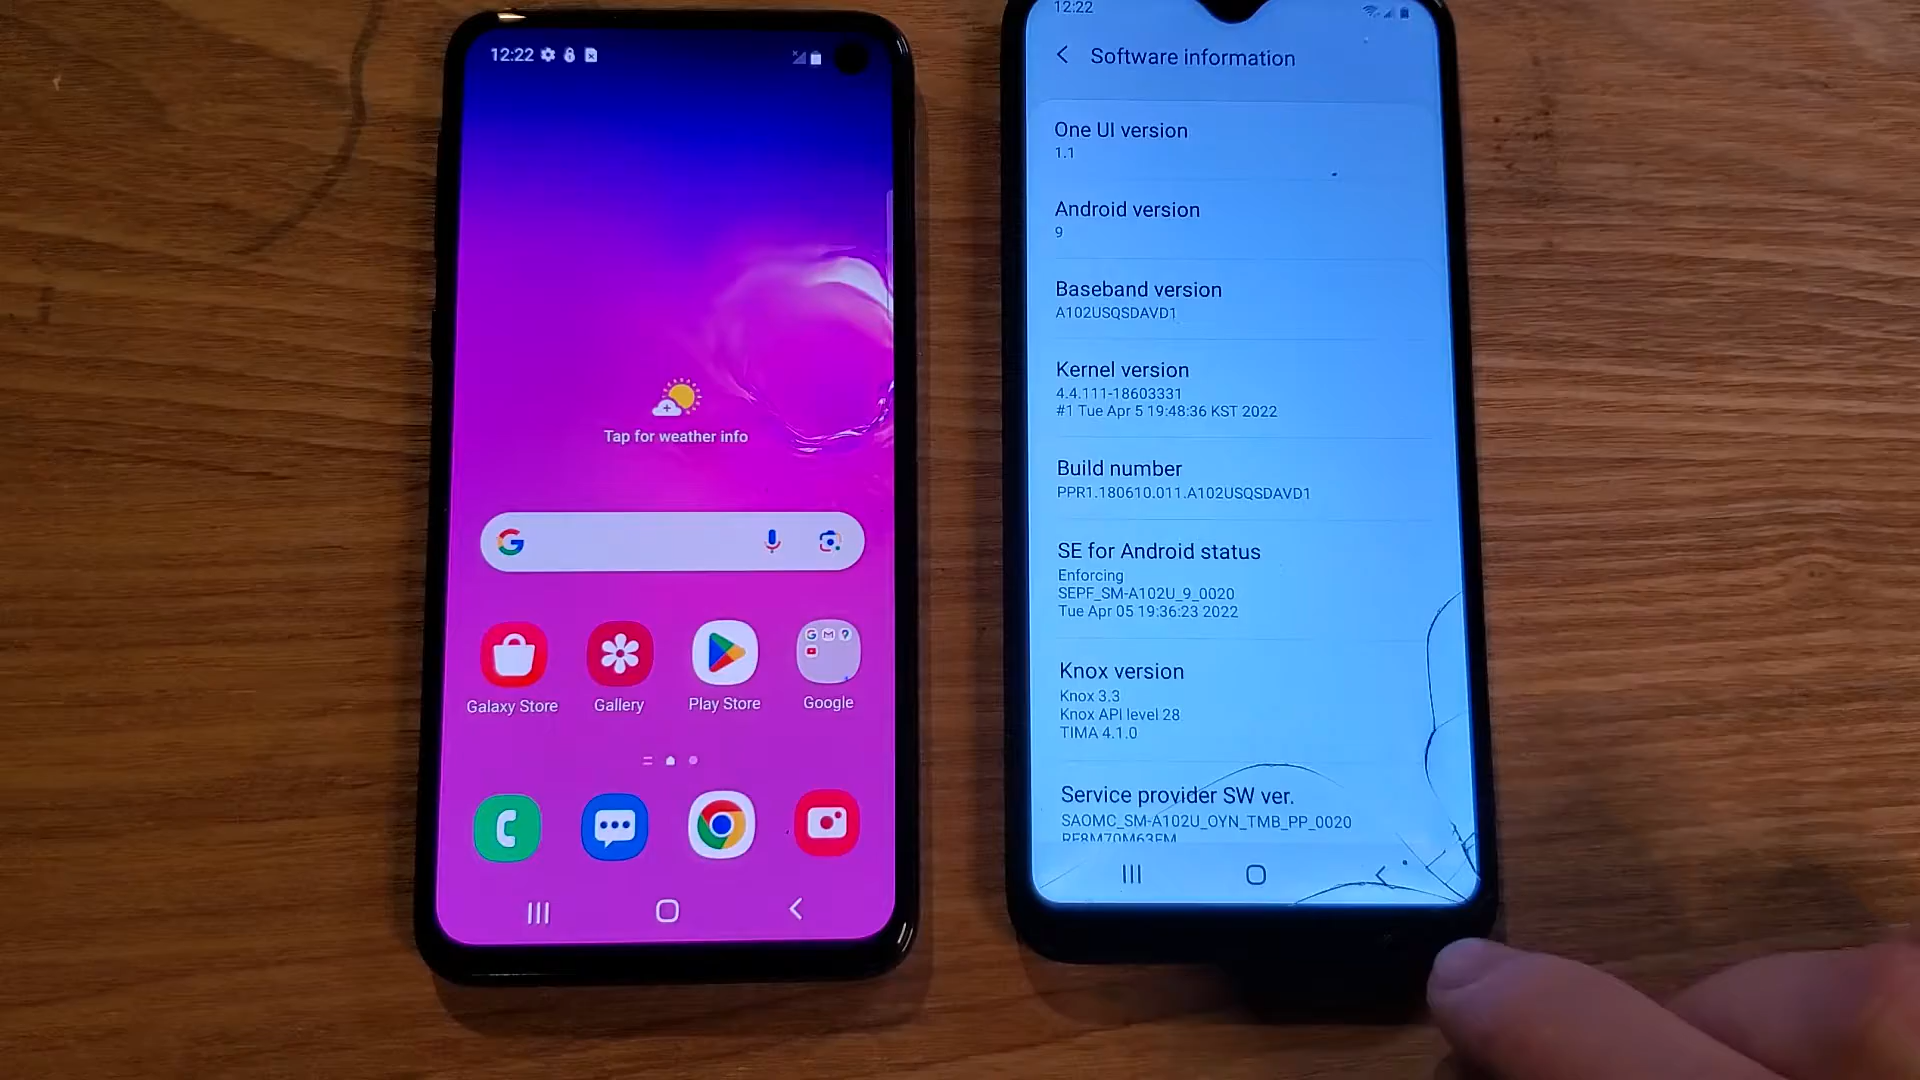 12:22
Tap for weather info
Galaxy Store
Gallery
Play Store
Google
12:22
Software information
One UI version
1.1
Android version
9
Baseband version
A102USQSDAVD1
Kernel version
4.4.111-18603331
#1 Tue Apr 5 19:48:36 KST 2022
Build number
PPR1.180610.011.A102USQSDAVD1
SE for Android status
Enforcing
SEPF_SM-A102U_9_0020
Tue Apr 05 19:36:23 2022
Knox version
Knox 3.3
Knox API level 28
TIMA 4.1.0
Service provider SW ver.
SAOMC_SM-A102U_OYN_TMB_PP_0020